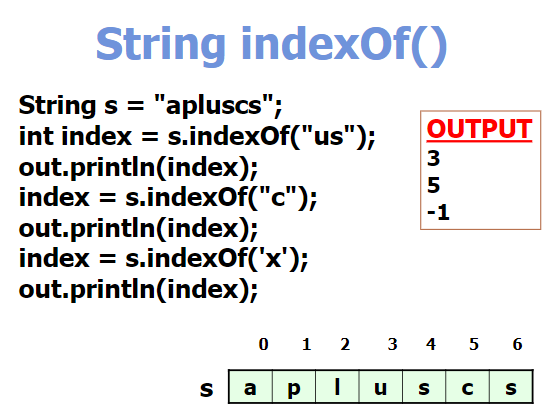 String indexOf()
String s = "apluscs";
int index = s.indexOf("us");
out.println(index);
index = s.indexOf("c");
out.println(index);
index = s.indexOf('x');
out.println(index);
OUTPUT
3
5
-1
0 1 2 3 4 5 6
s a p l u s c s